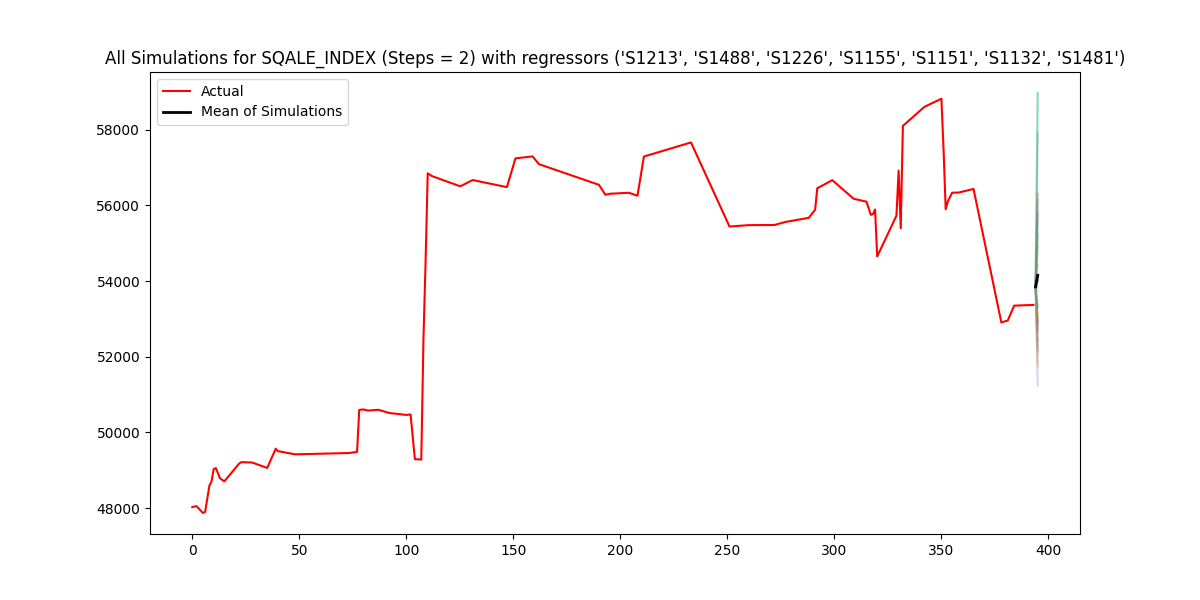 All Simulations for SQALE_INDEX (Steps = 2) with regressors ('S1213', 'S1488', 'S1226', 'S1155', 'S1151', 'S1132', 'S1481')
Actual
Mean of Simulations
58000
56000
54000
52000
50000
48000
0 50 100 150 200 250 300 350 400